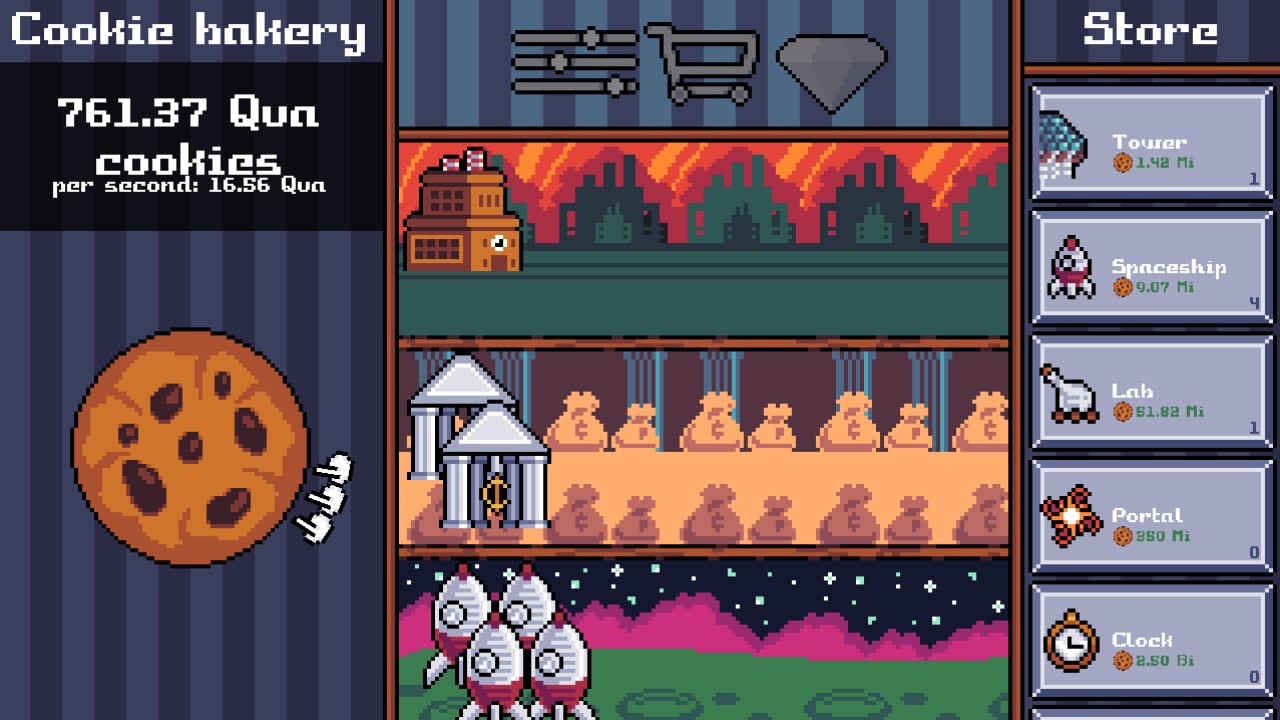 Cookie bakery
761.37 Qua
cookies
per second: 16.56 Qua
Store
Tower
1.42 Mi
1
Spaceship
9.07 Mi
4
Lab
51.82 Mi
1
Portal
350 Mi
0
Clock
2.50 Bi
0